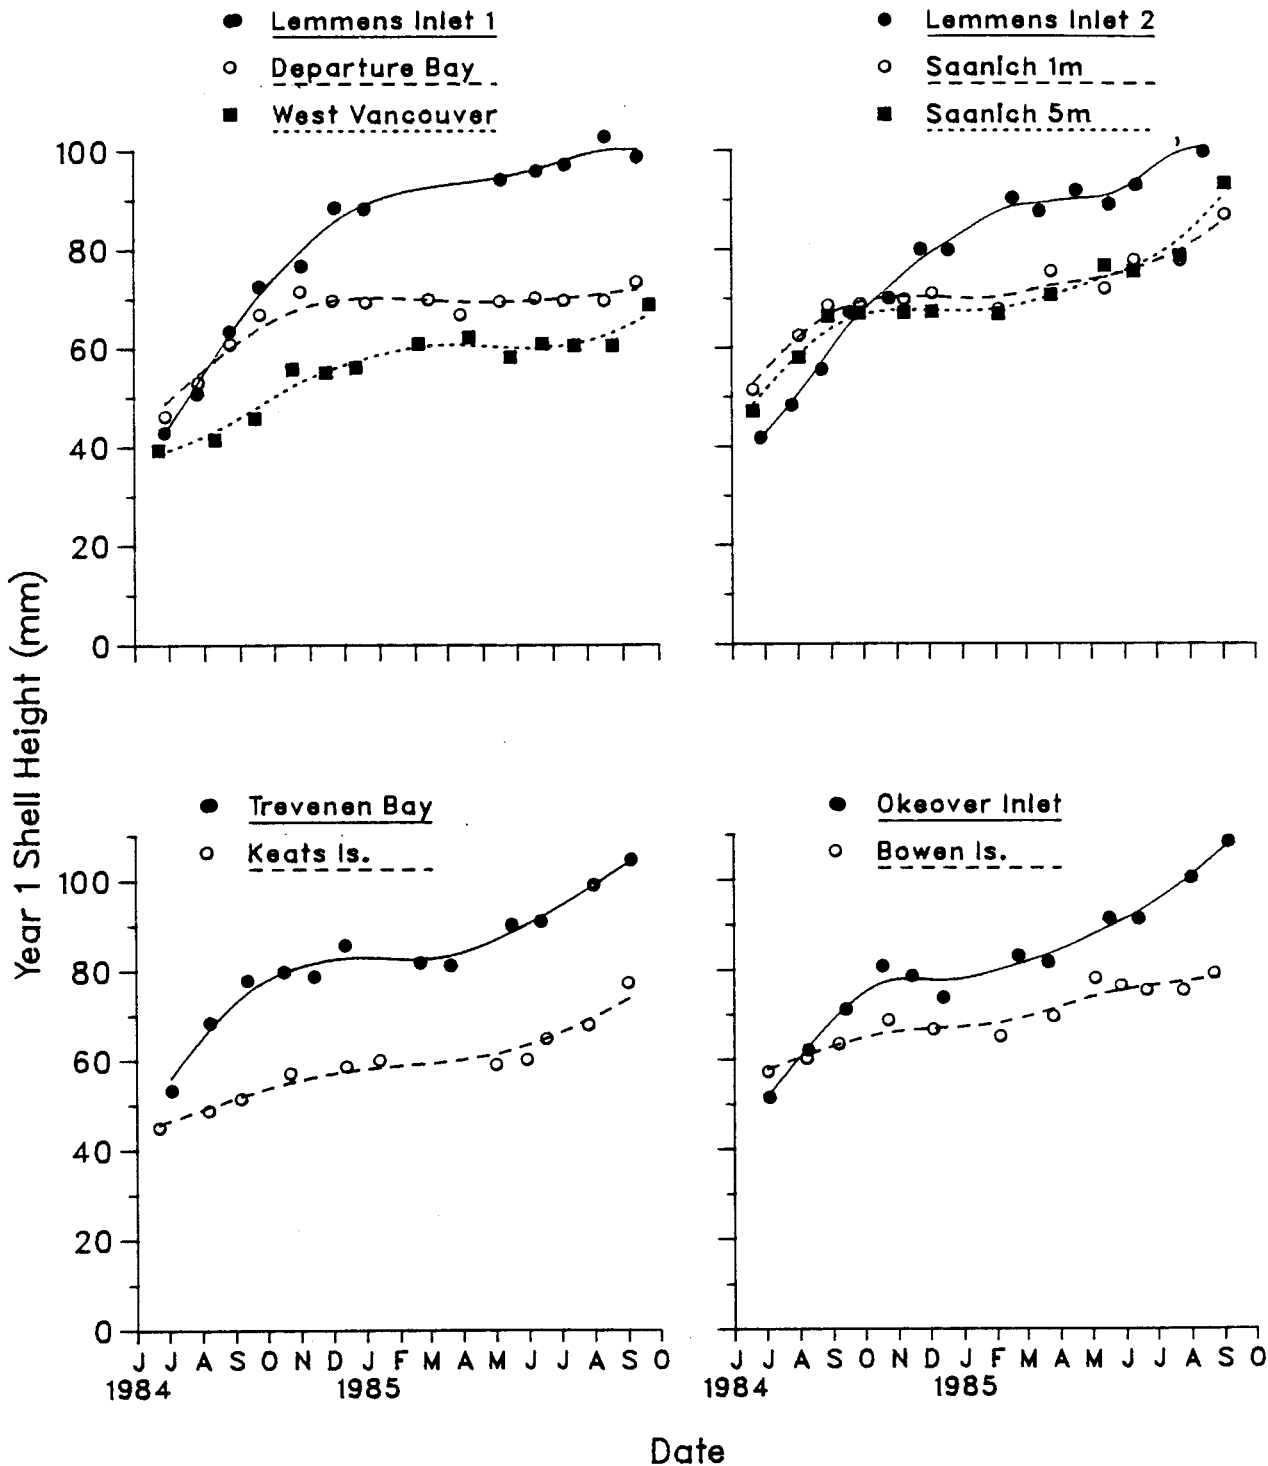 Lemmens Inlet 1
Departure Bay
West Vancouver
Lemmens Inlet 2
Saanich 1m
Saanich 5m
100
80
60
40
20
0
Year 1 Shell Height (mm)
Trevenen Bay
Keats Is.
Okeover Inlet
Bowen Is.
100
80
60
40
20
0
J J A S O N D J F M A M J J A S O
1984 1985
J J A S O N D J F M A M J J A S O
1984 1985
Date